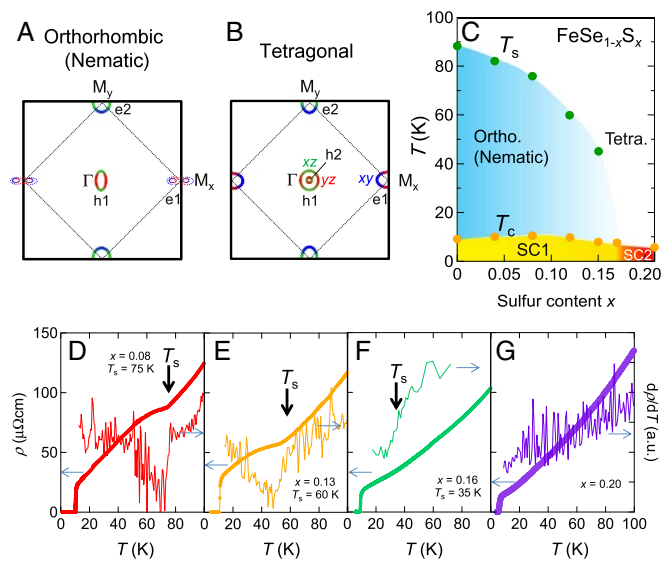 A
Orthorhombic
(Nematic)
M_y
e2
Γ
h1
M_x
e1
B
Tetragonal
M_y
e2
xz
h2
Γ
yz
xy
h1
M_x
e1
C
FeSe_{1-x}S_x
T_s
Ortho.
(Nematic)
Tetra.
T_c
SC1
SC2
T (K)
100
80
60
40
20
0
0
0.05
0.10
0.15
0.20
Sulfur content x
D
x = 0.08
T_s = 75 K
T_s
ρ (μΩcm)
150
100
50
0
20 40 60 80 0
T (K)
E
T_s
x = 0.13
T_s = 60 K
20 40 60 80 0
T (K)
F
T_s
x = 0.16
T_s = 35 K
20 40 60 80 0
T (K)
G
x = 0.20
20 40 60 80 100
T (K)
dρ/dT (a.u.)